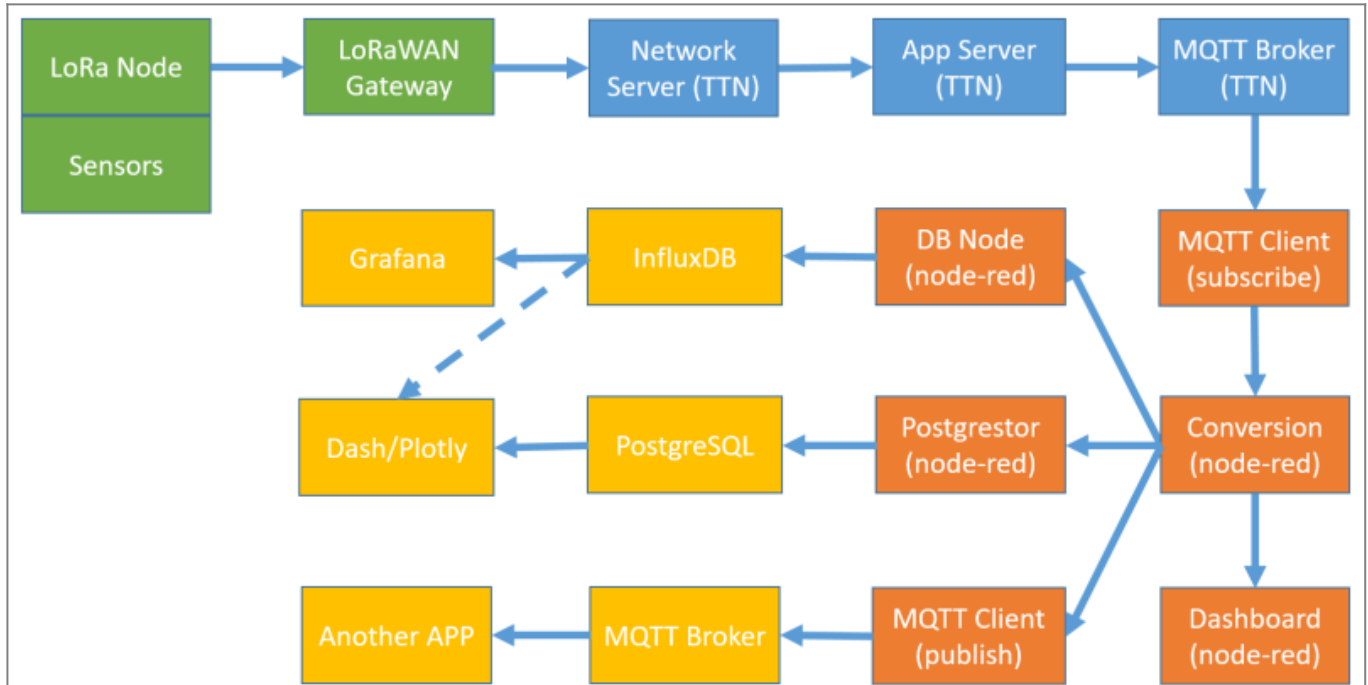 LoRa Node
LoRaWAN
Gateway
Network
Server (TTN)
App Server
(TTN)
MQTT Broker
(TTN)
Sensors
Grafana
InfluxDB
DB Node
(node-red)
MQTT Client
(subscribe)
Dash/Plotly
PostgreSQL
Postgrestor
(node-red)
Conversion
(node-red)
Another APP
MQTT Broker
MQTT Client
(publish)
Dashboard
(node-red)